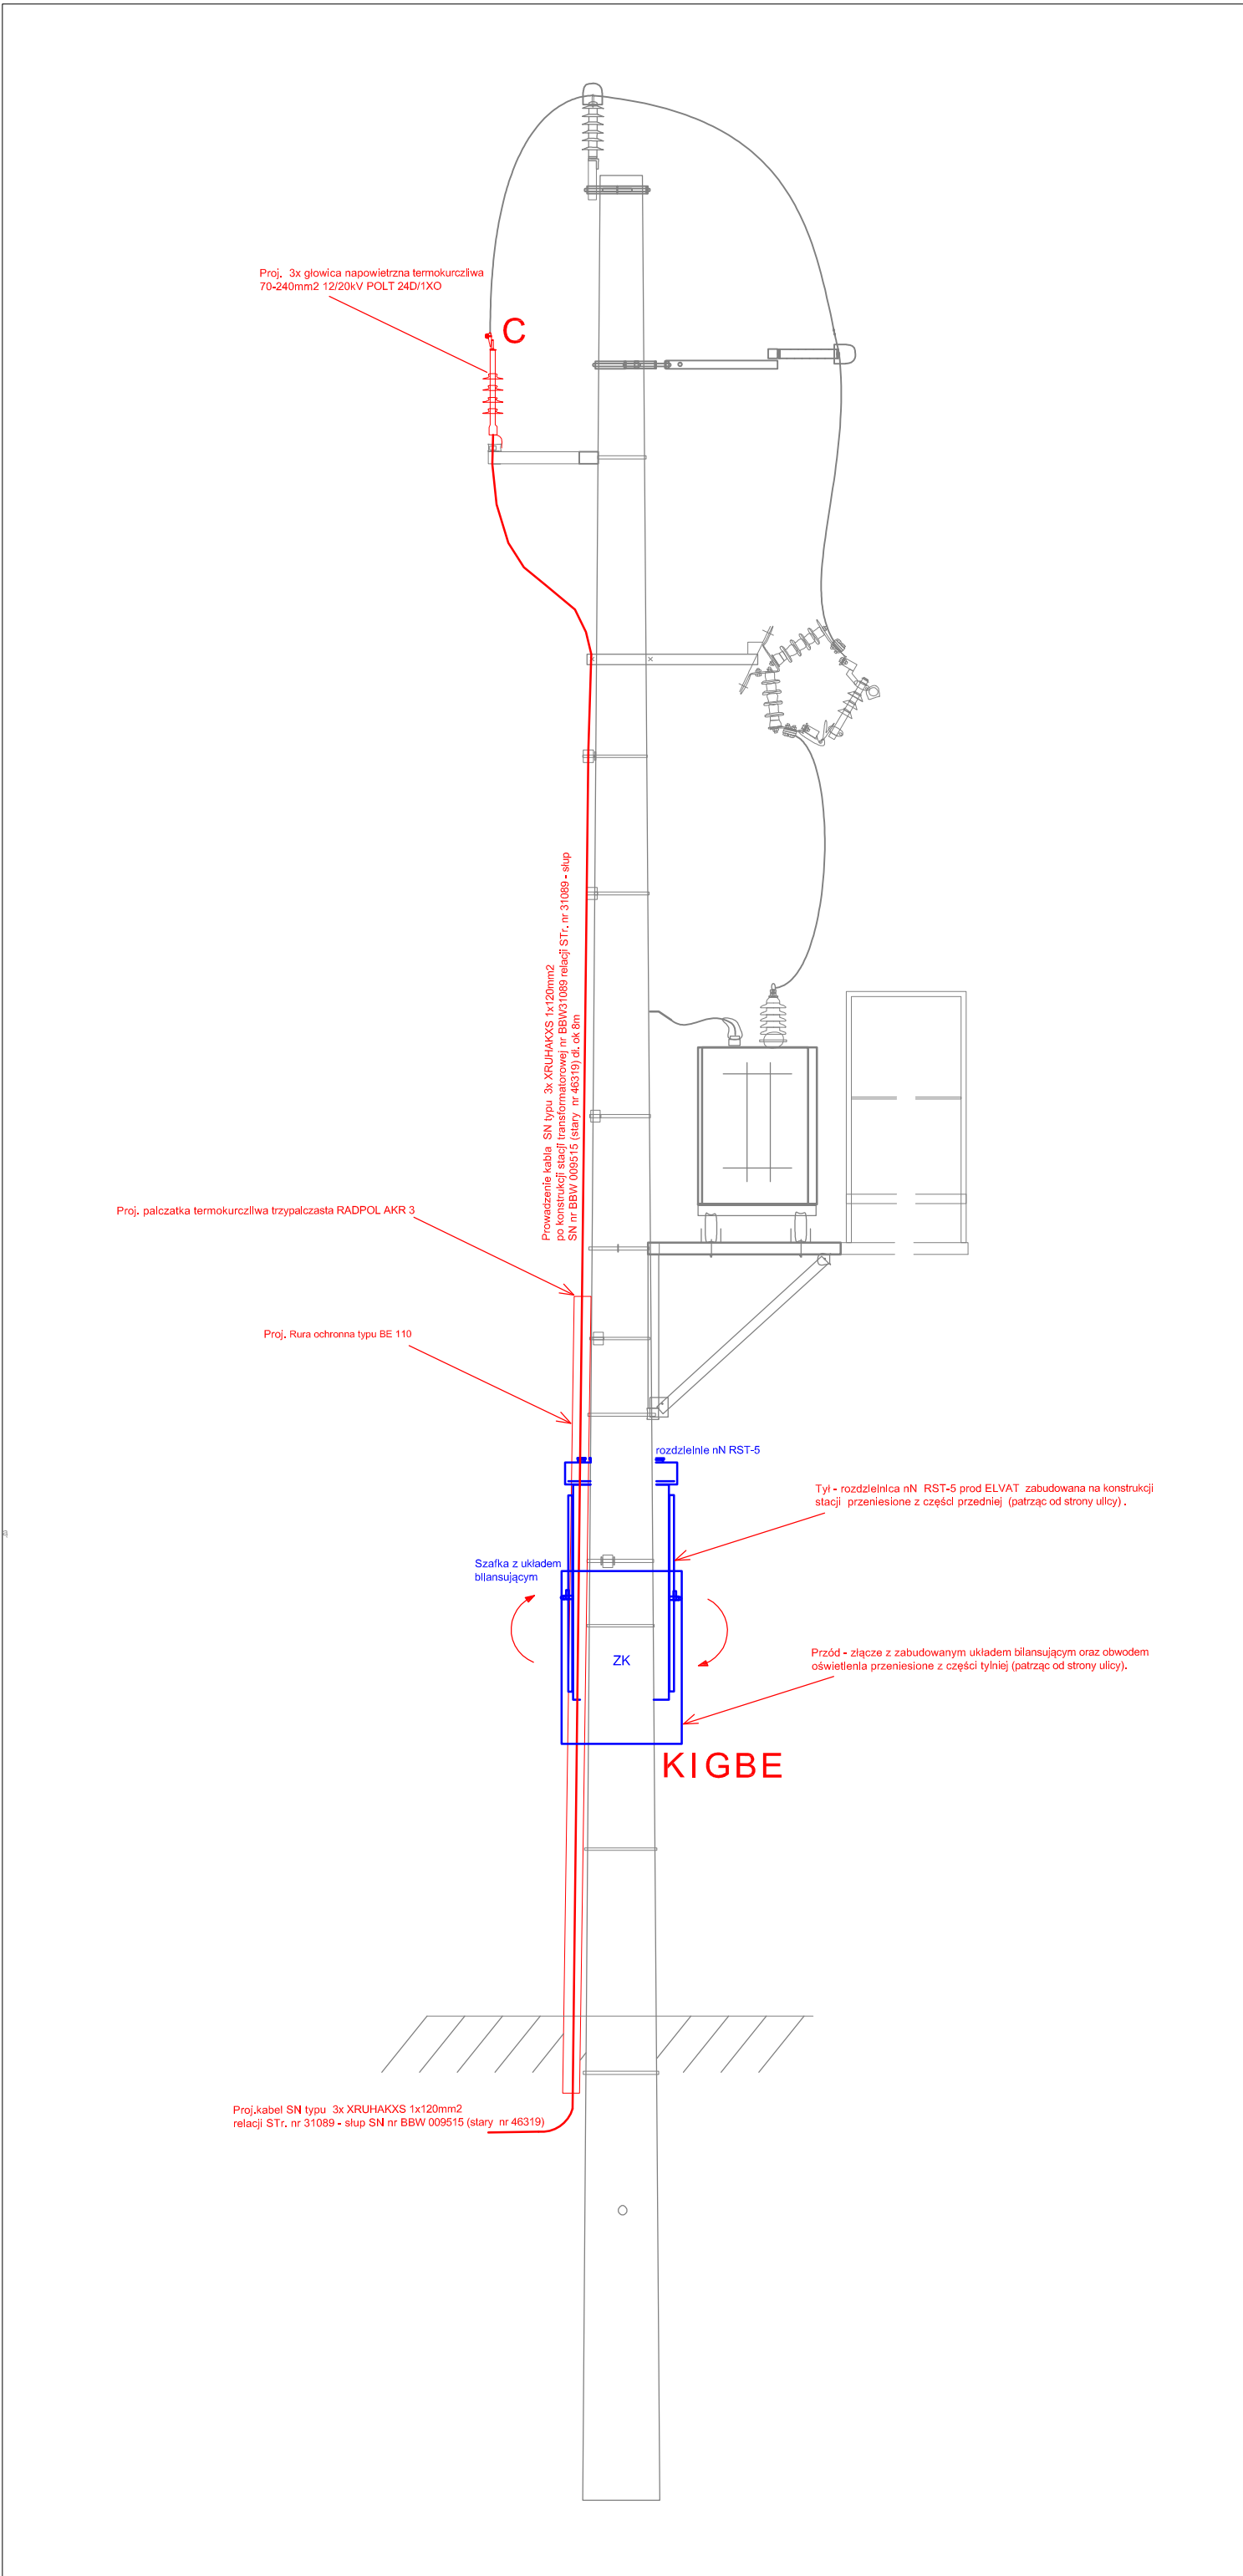 Proj. 3x głowica napowietrzna termokurczliwa
70-240mm2 12/20kV POLT 24D/1XO
C
Prowadzenie kabla SN typu 3x XRUHAKXS 1x120mm2
po konstrukcji stacji transformatorowej nr BBW31089 relacji STr. nr 31089 - słup
SN nr BBW 009515 (stary nr 46319) dł. ok 8m
Proj. palczatka termokurczliwa trzypalczasta RADPOL AKR 3
Proj. Rura ochronna typu BE 110
rozdzielnie nN RST-5
Tył - rozdzielnica nN RST-5 prod ELVAT zabudowana na konstrukcji
stacji przeniesione z części przedniej (patrząc od strony ulicy) .
Szafka z układem
bilansującym
ZK
Przód - złącze z zabudowanym układem bilansującym oraz obwodem
oświetlenia przeniesione z części tylniej (patrząc od strony ulicy).
KIGBE
Proj.kabel SN typu 3x XRUHAKXS 1x120mm2
relacji STr. nr 31089 - słup SN nr BBW 009515 (stary nr 46319)